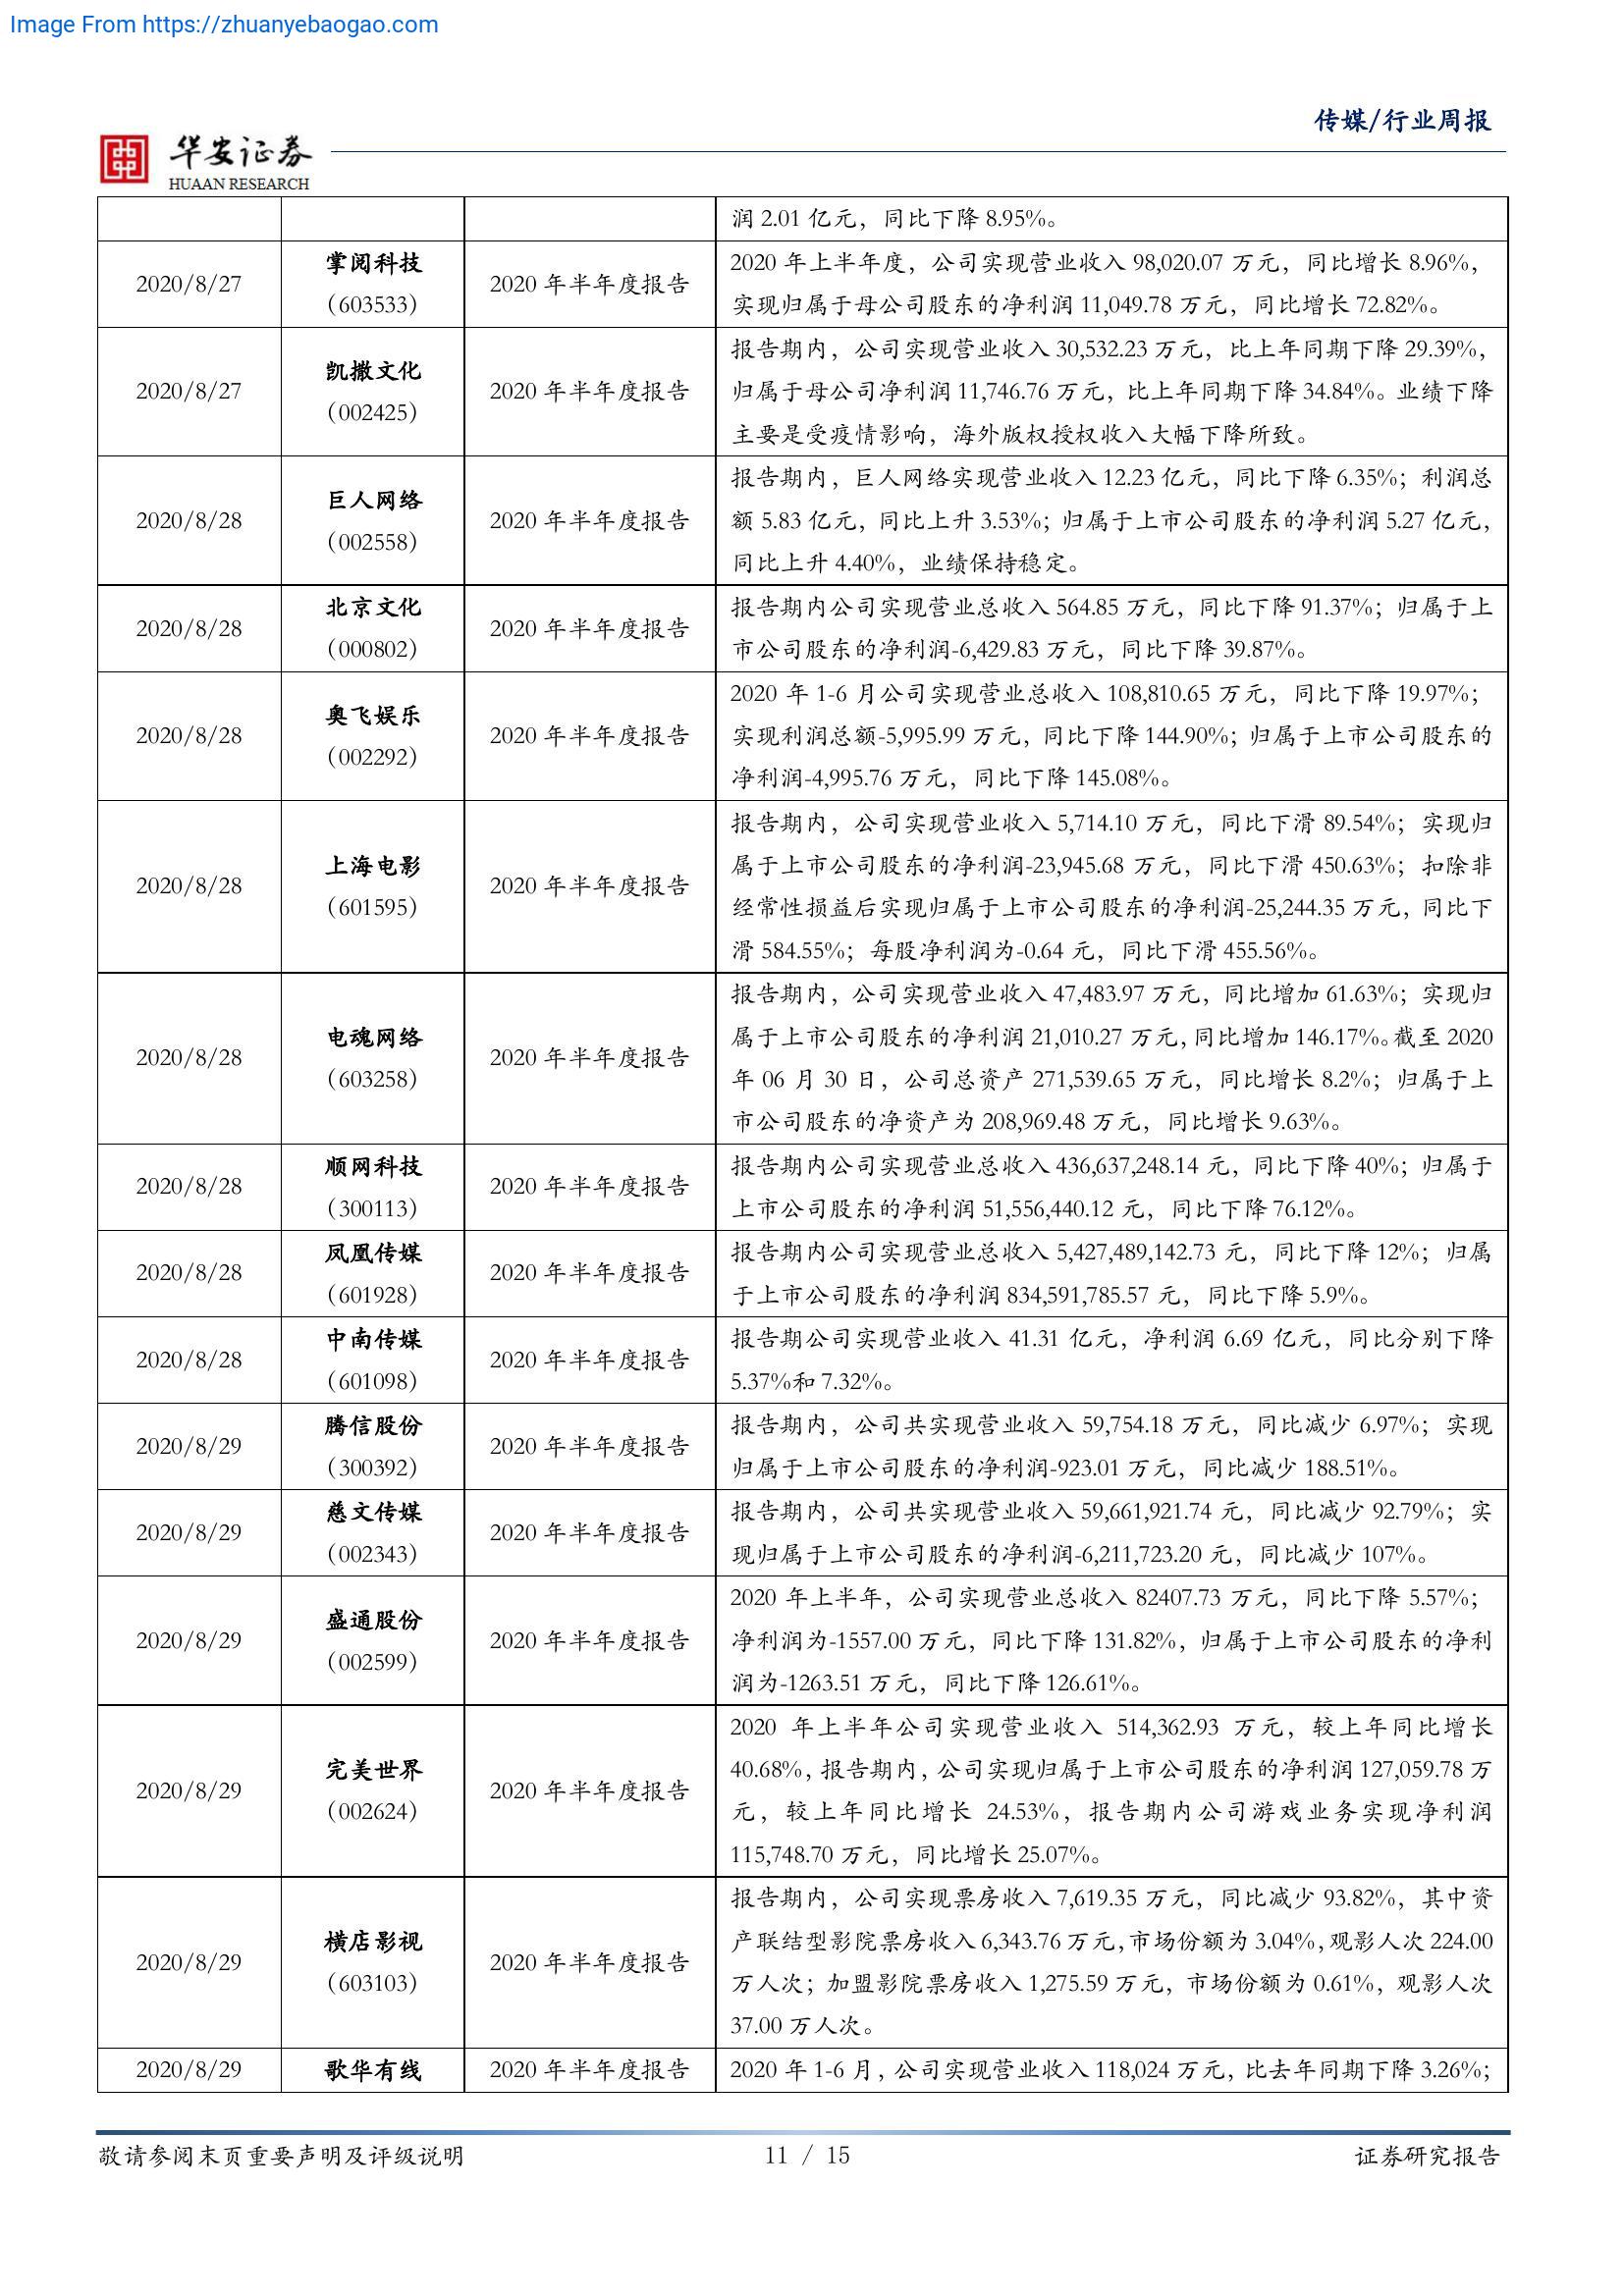 Image From https://zhuanyebaogao.com
传媒/行业周报
华安证券
HUAAN RESEARCH
润 2.01 亿元，同比下降 8.95%。
2020/8/27
掌阅科技
（603533）
2020 年半年度报告
2020 年上半年度，公司实现营业收入 98,020.07 万元，同比增长 8.96%，
实现归属于母公司股东的净利润 11,049.78 万元，同比增长 72.82%。
2020/8/27
凯撒文化
（002425）
2020 年半年度报告
报告期内，公司实现营业收入 30,532.23 万元，比上年同期下降 29.39%，
归属于母公司净利润 11,746.76 万元，比上年同期下降 34.84%。业绩下降
主要是受疫情影响，海外版权授权收入大幅下降所致。
2020/8/28
巨人网络
（002558）
2020 年半年度报告
报告期内，巨人网络实现营业收入 12.23 亿元，同比下降 6.35%；利润总
额 5.83 亿元，同比上升 3.53%；归属于上市公司股东的净利润 5.27 亿元，
同比上升 4.40%，业绩保持稳定。
2020/8/28
北京文化
（000802）
2020 年半年度报告
报告期内公司实现营业总收入 564.85 万元，同比下降 91.37%；归属于上
市公司股东的净利润-6,429.83 万元，同比下降 39.87%。
2020/8/28
奥飞娱乐
（002292）
2020 年半年度报告
2020 年 1-6 月公司实现营业总收入 108,810.65 万元，同比下降 19.97%；
实现利润总额-5,995.99 万元，同比下降 144.90%；归属于上市公司股东的
净利润-4,995.76 万元，同比下降 145.08%。
2020/8/28
上海电影
（601595）
2020 年半年度报告
报告期内，公司实现营业收入 5,714.10 万元，同比下滑 89.54%；实现归
属于上市公司股东的净利润-23,945.68 万元，同比下滑 450.63%；扣除非
经常性损益后实现归属于上市公司股东的净利润-25,244.35 万元，同比下
滑 584.55%；每股净利润为-0.64 元，同比下滑 455.56%。
2020/8/28
电魂网络
（603258）
2020 年半年度报告
报告期内，公司实现营业收入 47,483.97 万元，同比增加 61.63%；实现归
属于上市公司股东的净利润 21,010.27 万元，同比增加 146.17%。截至 2020
年 06 月 30 日，公司总资产 271,539.65 万元，同比增长 8.2%；归属于上
市公司股东的净资产为 208,969.48 万元，同比增长 9.63%。
2020/8/28
顺网科技
（300113）
2020 年半年度报告
报告期内公司实现营业总收入 436,637,248.14 元，同比下降 40%；归属于
上市公司股东的净利润 51,556,440.12 元，同比下降 76.12%。
2020/8/28
凤凰传媒
（601928）
2020 年半年度报告
报告期内公司实现营业总收入 5,427,489,142.73 元，同比下降 12%；归属
于上市公司股东的净利润 834,591,785.57 元，同比下降 5.9%。
2020/8/28
中南传媒
（601098）
2020 年半年度报告
报告期公司实现营业收入 41.31 亿元，净利润 6.69 亿元，同比分别下降
5.37%和 7.32%。
2020/8/29
腾信股份
（300392）
2020 年半年度报告
报告期内，公司共实现营业收入 59,754.18 万元，同比减少 6.97%；实现
归属于上市公司股东的净利润-923.01 万元，同比减少 188.51%。
2020/8/29
慈文传媒
（002343）
2020 年半年度报告
报告期内，公司共实现营业收入 59,661,921.74 元，同比减少 92.79%；实
现归属于上市公司股东的净利润-6,211,723.20 元，同比减少 107%。
2020/8/29
盛通股份
（002599）
2020 年半年度报告
2020 年上半年，公司实现营业总收入 82407.73 万元，同比下降 5.57%；
净利润为-1557.00 万元，同比下降 131.82%，归属于上市公司股东的净利
润为-1263.51 万元，同比下降 126.61%。
2020/8/29
完美世界
（002624）
2020 年半年度报告
2020 年上半年公司实现营业收入 514,362.93 万元，较上年同比增长
40.68%，报告期内，公司实现归属于上市公司股东的净利润 127,059.78 万
元，较上年同比增长 24.53%，报告期内公司游戏业务实现净利润
115,748.70 万元，同比增长 25.07%。
2020/8/29
横店影视
（603103）
2020 年半年度报告
报告期内，公司实现票房收入 7,619.35 万元，同比减少 93.82%，其中资
产联结型影院票房收入 6,343.76 万元，市场份额为 3.04%，观影人次 224.00
万人次；加盟影院票房收入 1,275.59 万元，市场份额为 0.61%，观影人次
37.00 万人次。
2020/8/29
歌华有线
2020 年半年度报告
2020 年 1-6 月，公司实现营业收入 118,024 万元，比去年同期下降 3.26%；
敬请参阅末页重要声明及评级说明
11 / 15
证券研究报告